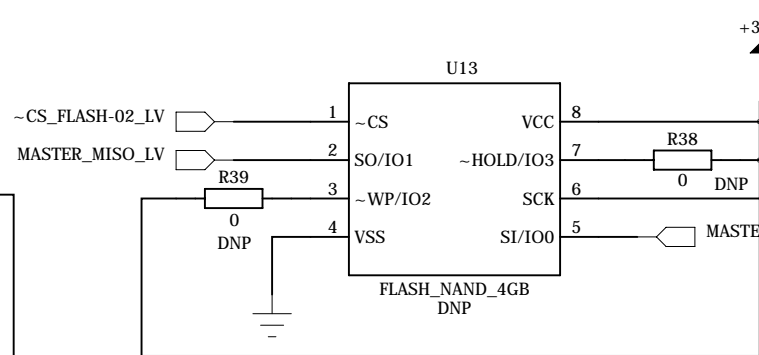 +3
U13
~CS_FLASH-02_LV
1
~CS
VCC
8
MASTER_MISO_LV
2
SO/IO1
~HOLD/IO3
7
R38
0
DNP
R39
0
DNP
3
~WP/IO2
SCK
6
4
VSS
SI/IO0
5
MASTE
FLASH_NAND_4GB
DNP